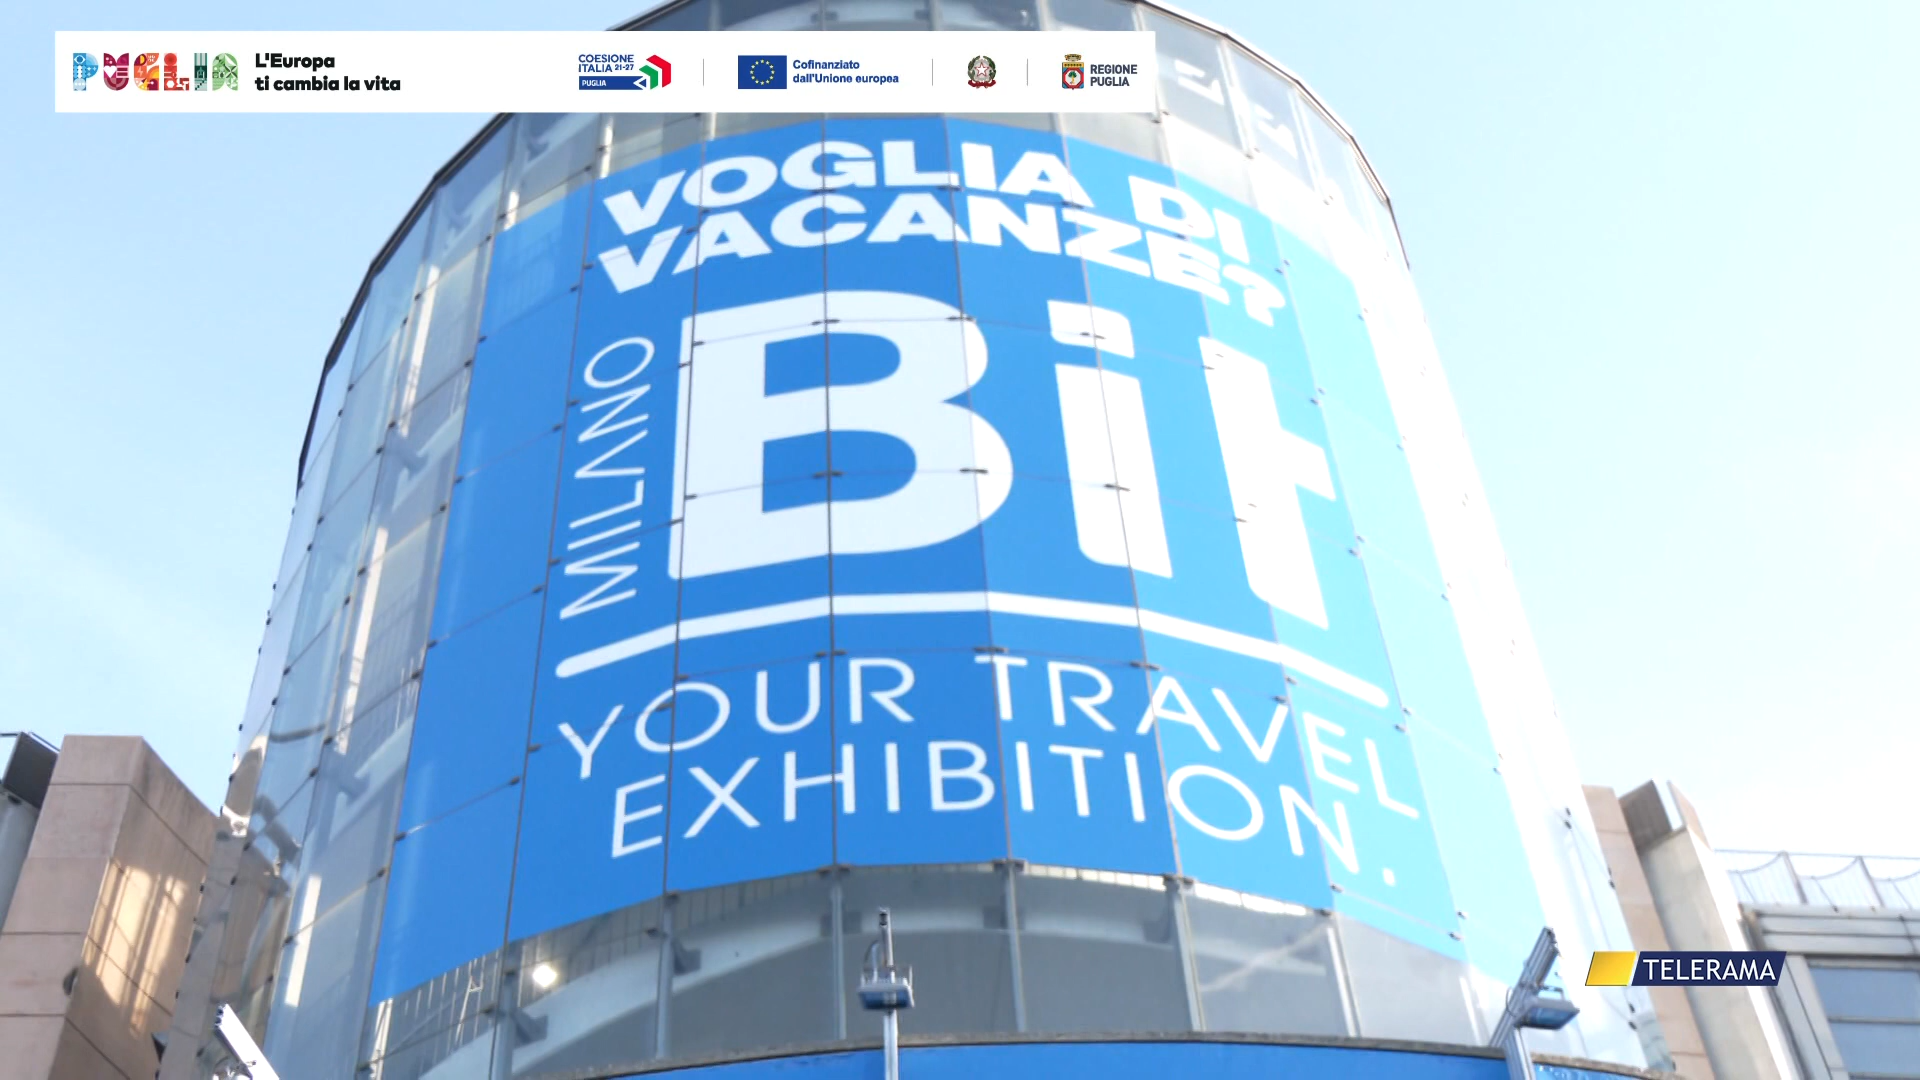 PUGLIA
L'Europa
ti cambia la vita
COESIONE
ITALIA 21-27
PUGLIA
Cofinanziato
dall'Unione europea
REGIONE
PUGLIA
VOGLIA DI
VACANZE?
MILANO
Bit
YOUR TRAVEL
EXHIBITION.
TELERAMA